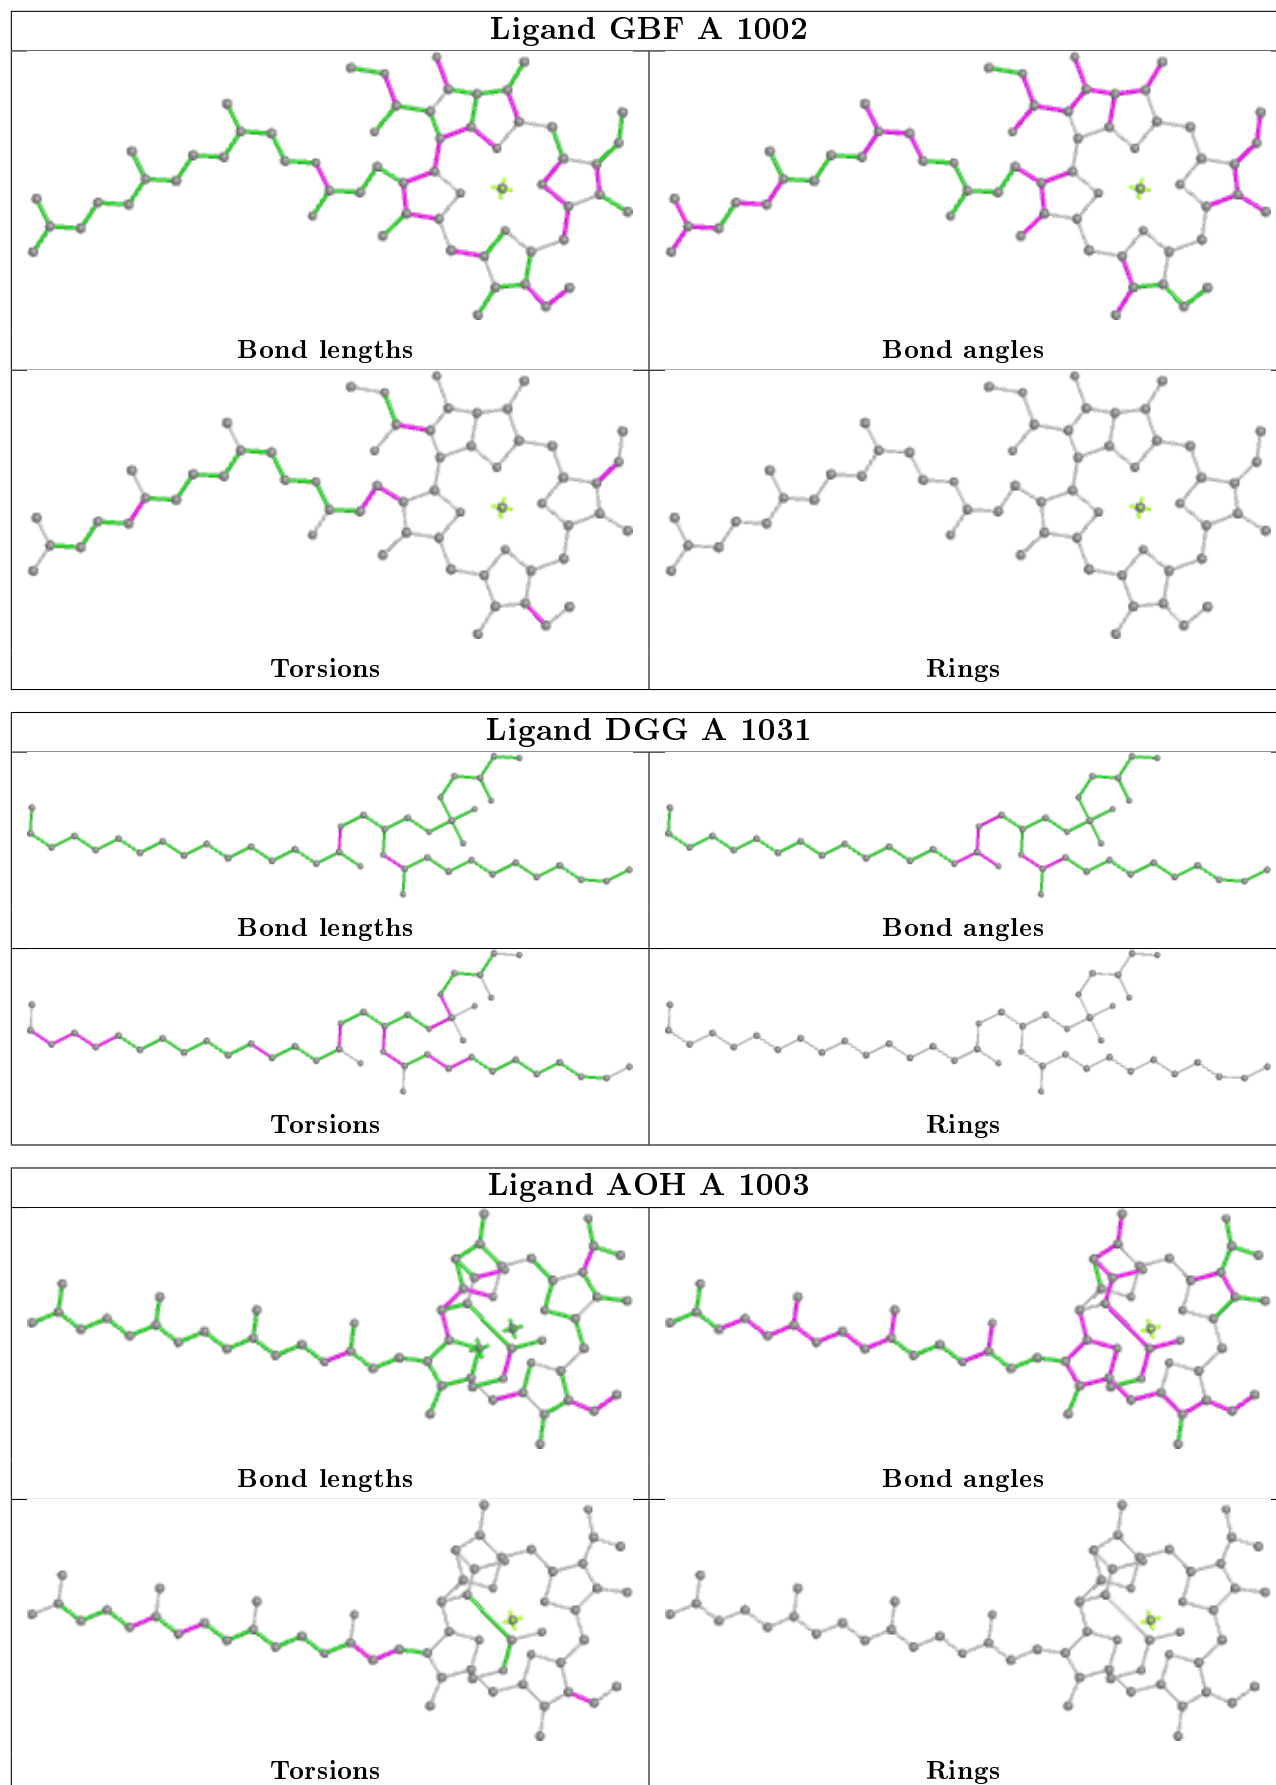 Ligand GBF A 1002
Bond lengths
Bond angles
Torsions
Rings
Ligand DGG A 1031
Bond lengths
Bond angles
Torsions
Rings
Ligand AOH A 1003
Bond lengths
Bond angles
Torsions
Rings